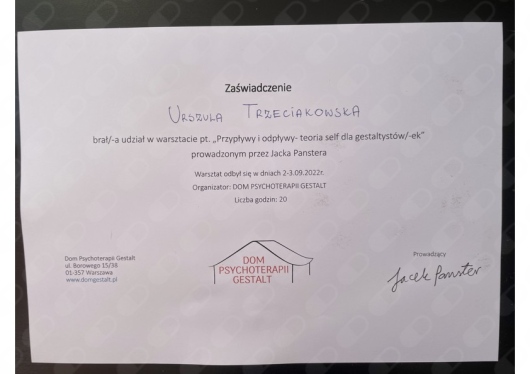 Zaświadczenie
URSZULA TRZECIAKOWSKA
brał/-a udział w warsztacie pt. „Przypływy i odpływy- teoria self dla gestaltystów/-ek”
prowadzonym przez Jacka Panstera
Warsztat odbył się w dniach 2-3.09.2022r.
Organizator: DOM PSYCHOTERAPII GESTALT
Liczba godzin: 20
Dom Psychoterapii Gestalt
ul. Borowego 15/38
01-357 Warszawa
www.domgestalt.pl
DOM
PSYCHOTERAPII
GESTALT
Prowadzący
Jacek Panster